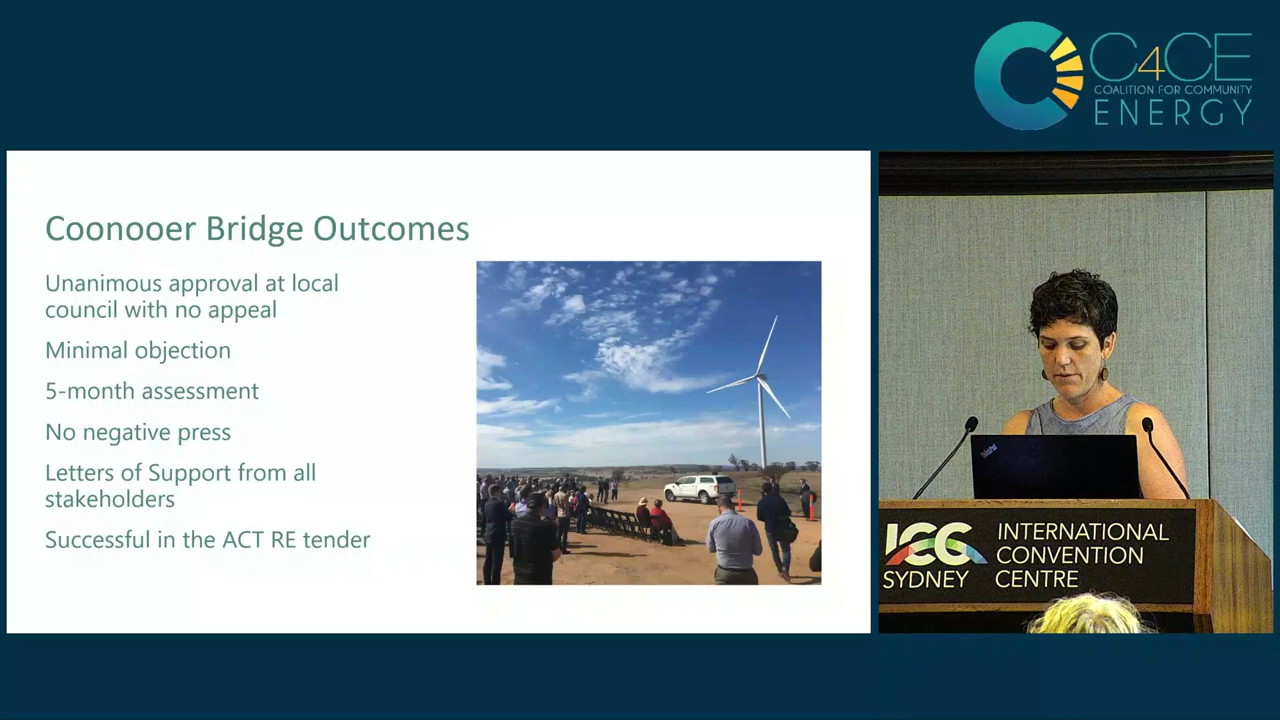 C4CE
COALITION FOR COMMUNITY
ENERGY
Coonooer Bridge Outcomes
Unanimous approval at local
council with no appeal
Minimal objection
5-month assessment
No negative press
Letters of Support from all
stakeholders
Successful in the ACT RE tender
ThinkPad
ICC
SYDNEY
INTERNATIONAL
CONVENTION
CENTRE